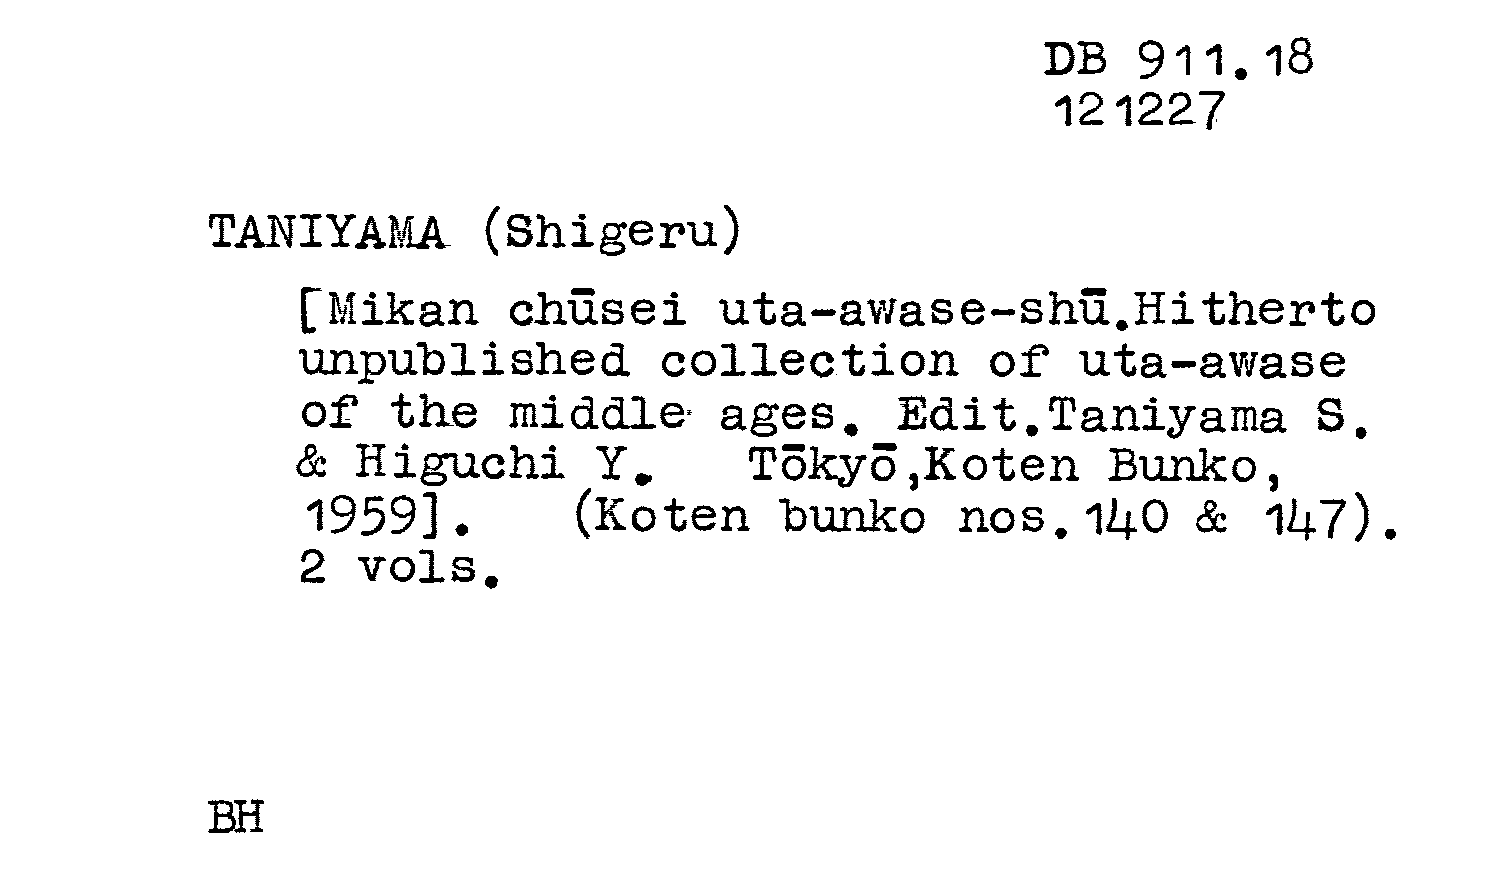 DB 911.18
121227
TANIYAMA (Shigeru)
[Mikan chūsei uta-awase-shū.Hitherto
unpublished collection of uta-awase
of the middle ages. Edit.Taniyama S.
& Higuchi Y. Tōkyō,Koten Bunko,
1959]. (Koten bunko nos.140 & 147).
2 vols.
BH